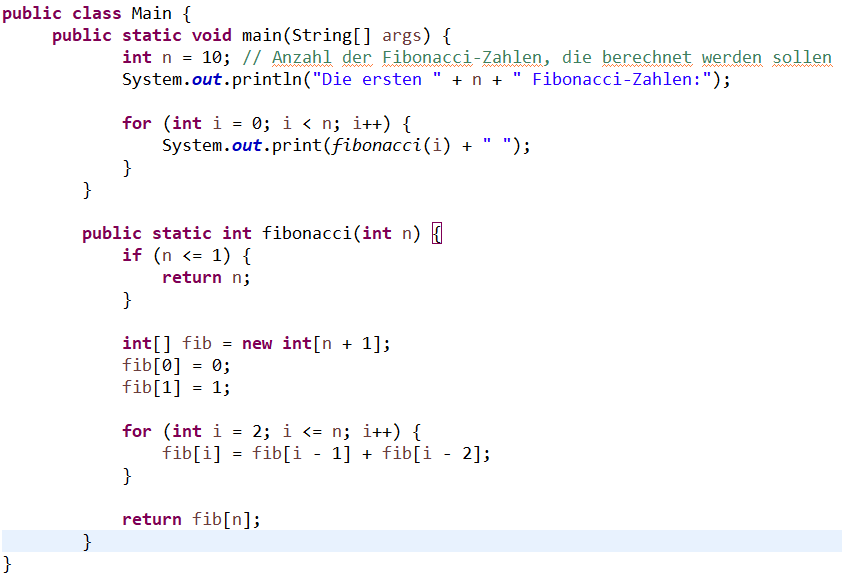 public class Main {
     public static void main(String[] args) {
            int n = 10; // Anzahl der Fibonacci-Zahlen, die berechnet werden sollen
            System.out.println("Die ersten " + n + " Fibonacci-Zahlen:");

            for (int i = 0; i < n; i++) {
                System.out.print(fibonacci(i) + " ");
            }
        }

        public static int fibonacci(int n) {
            if (n <= 1) {
                return n;
            }

            int[] fib = new int[n + 1];
            fib[0] = 0;
            fib[1] = 1;

            for (int i = 2; i <= n; i++) {
                fib[i] = fib[i - 1] + fib[i - 2];
            }

            return fib[n];
        }
}